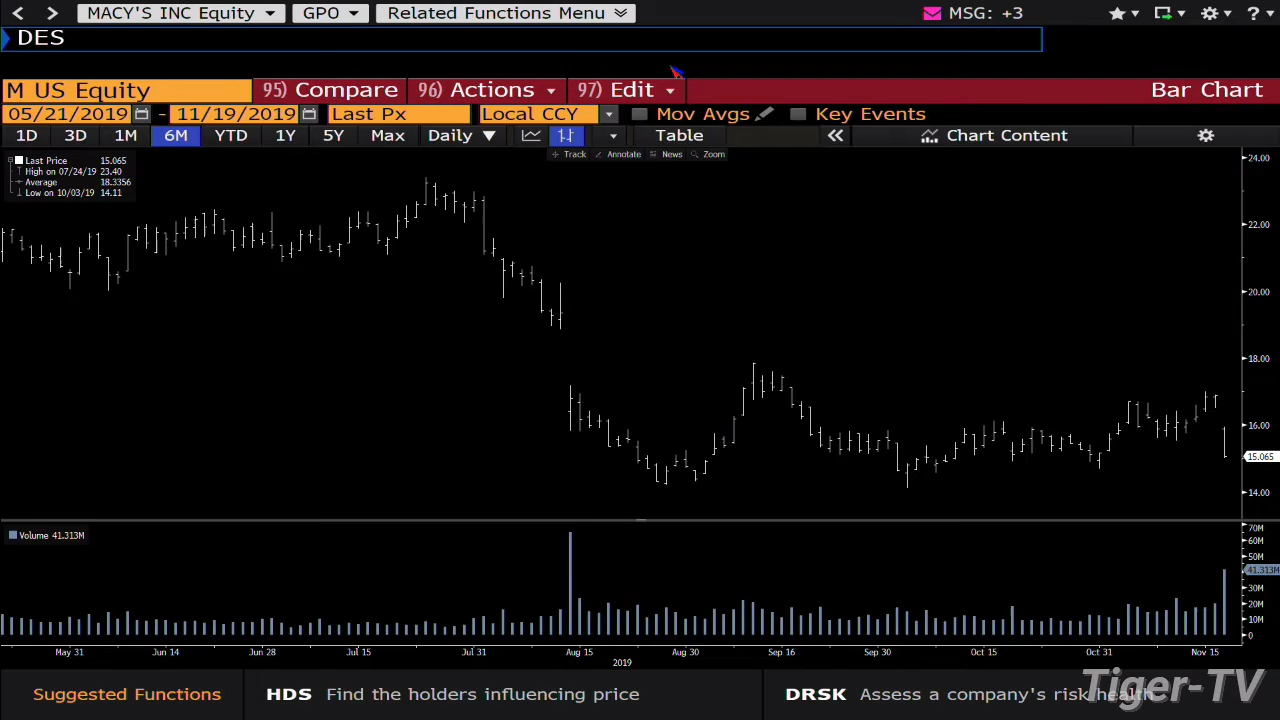 MACY'S INC Equity GPO Related Functions Menu MSG: +3 ?
DES
M US Equity 95) Compare 96) Actions 97) Edit Bar Chart
05/21/2019 - 11/19/2019 Last Px Local CCY Mov Avgs Key Events
1D 3D 1M 6M YTD 1Y 5Y Max Daily Table Chart Content
Track Annotate News Zoom
Last Price 15.065
High on 07/24/19 23.40
Average 18.3356
Low on 10/03/19 14.11
24.00
22.00
20.00
18.00
16.00
15.065
14.00
Volume 41.313M
70M
60M
50M
41.313M
30M
20M
10M
0
May 31 Jun 14 Jun 28 Jul 15 Jul 31 Aug 15 Aug 30 Sep 16 Sep 30 Oct 15 Oct 31 Nov 15
2019
Suggested Functions HDS Find the holders influencing price DRSK Assess a company's risk health
Tiger-TV